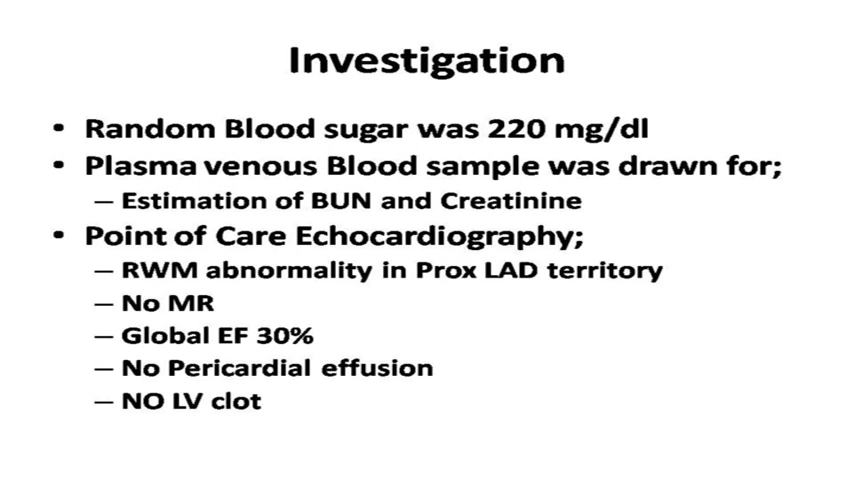 Investigation
• Random Blood sugar was 220 mg/dl
• Plasma venous Blood sample was drawn for;
– Estimation of BUN and Creatinine
• Point of Care Echocardiography;
– RWM abnormality in Prox LAD territory
– No MR
– Global EF 30%
– No Pericardial effusion
– NO LV clot